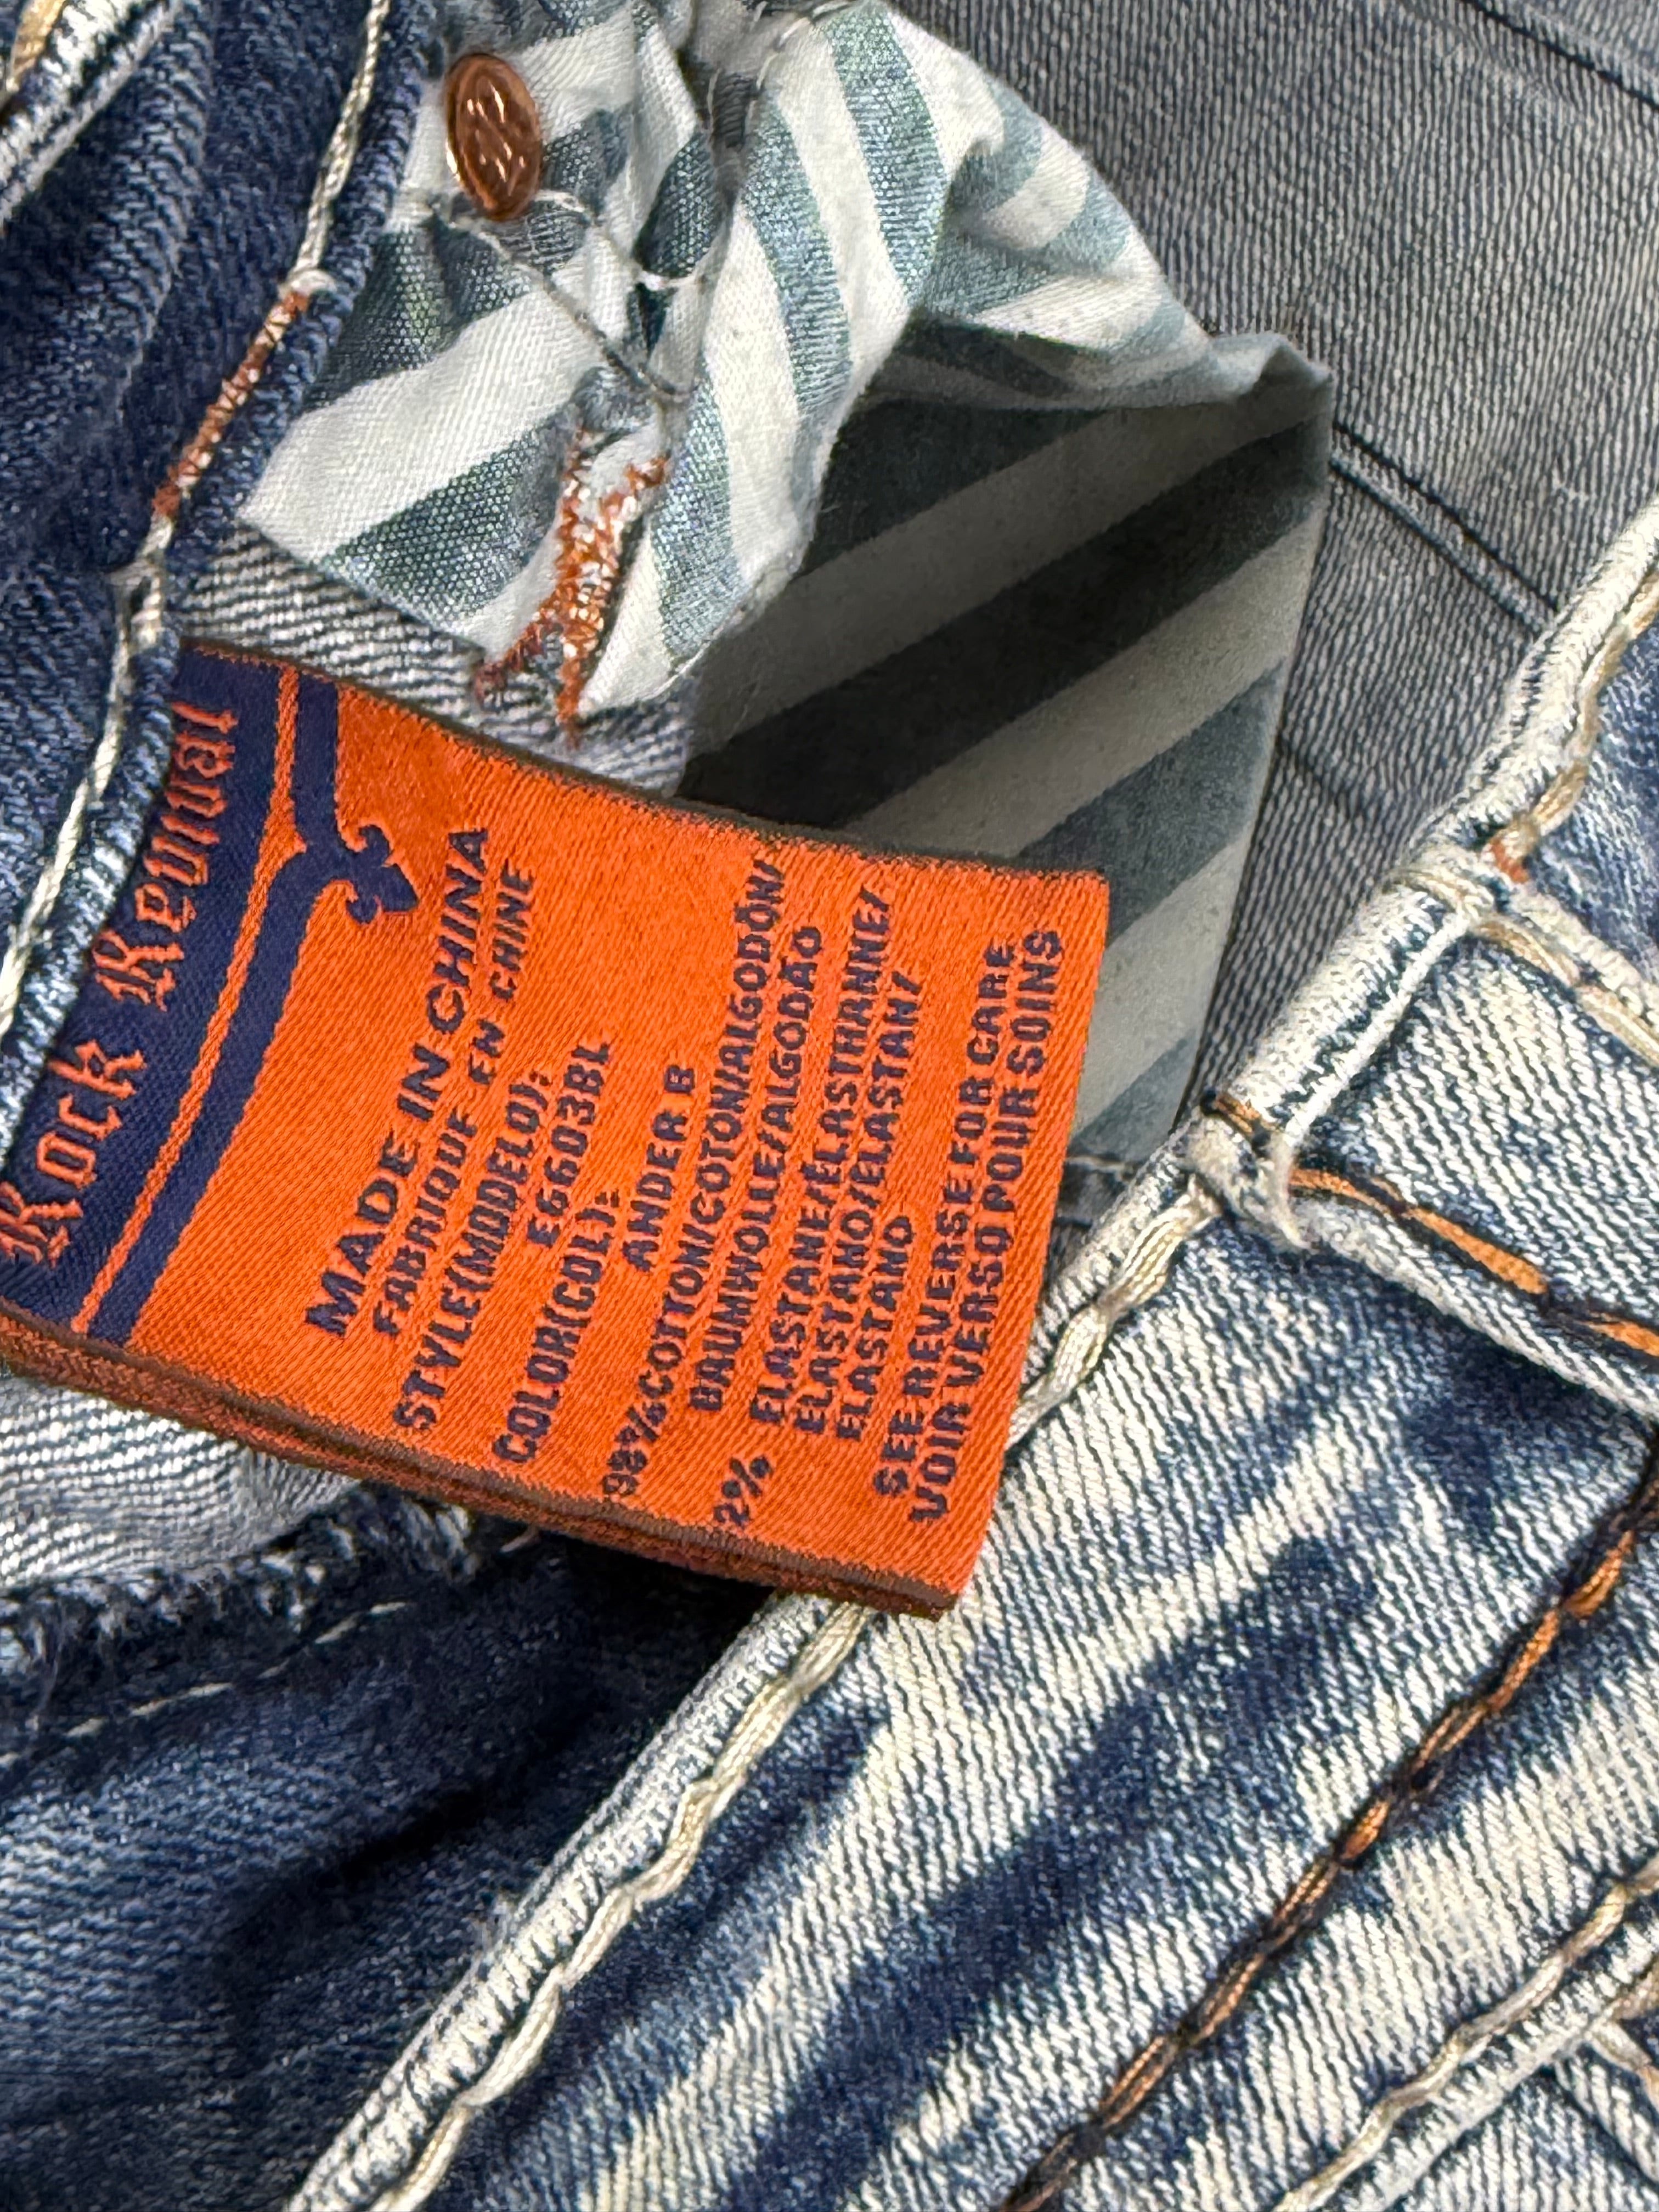 Rock Revival
MADE IN CHINA
FABRIQUE EN CHINE
STYLE(MODELO):
E6603BL
COLOR(COL).:
ANDER B
98%COTTON/COTON/ALGODÓN/
BAUMWOLLE/ALGODÃO
2% ELASTANE/ÉLASTHANNE/
ELASTANO/ELASTAN/
ELASTANO
SEE REVERSE FOR CARE
VOIR VERSO POUR SOINS